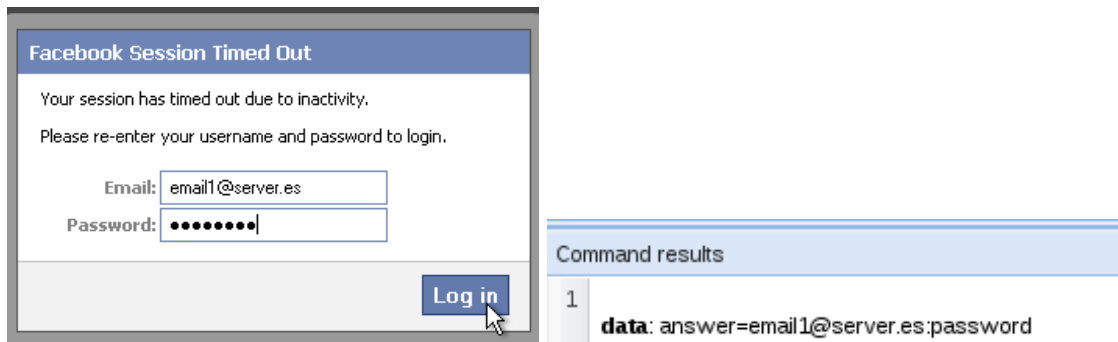 Facebook Session Timed Out
Your session has timed out due to inactivity.
Please re-enter your username and password to login.
Email: email1@server.es
Password: ••••••••
Log in
Command results
1
data: answer=email1@server.es:password